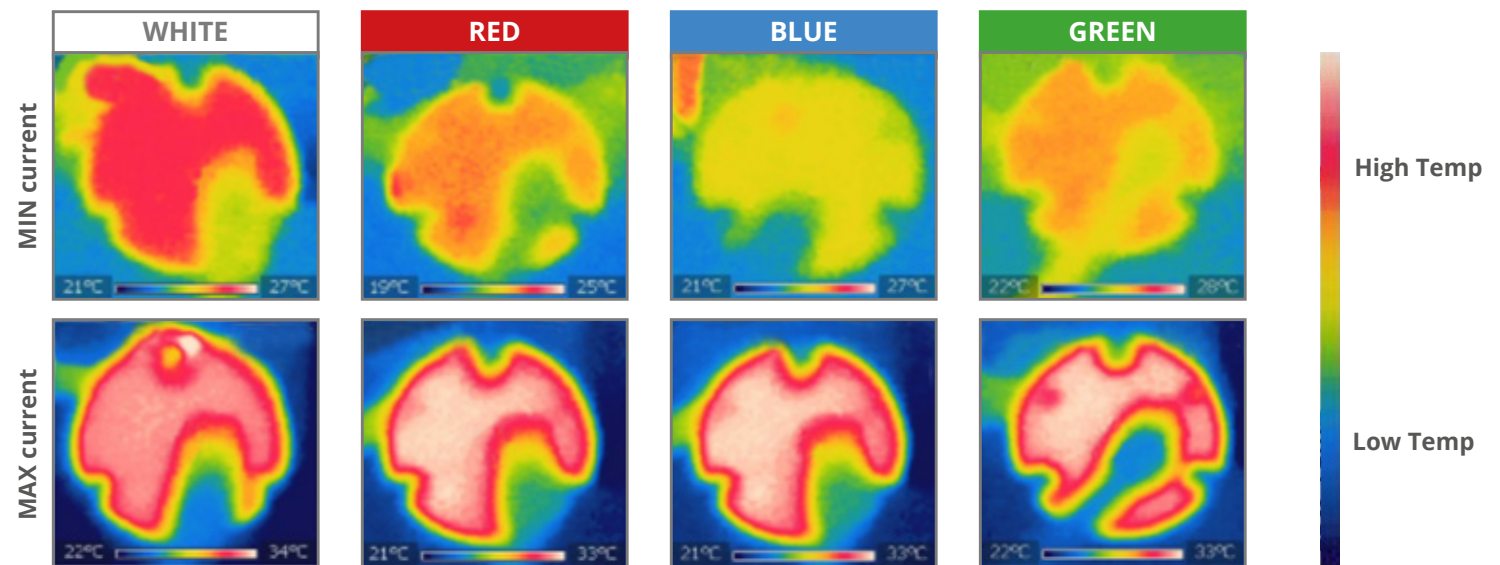 WHITE
RED
BLUE
GREEN
MIN current
21ºC 27ºC
19ºC 25ºC
21ºC 27ºC
22ºC 28ºC
High Temp
Low Temp
MAX current
22ºC 34ºC
21ºC 33ºC
21ºC 33ºC
22ºC 33ºC